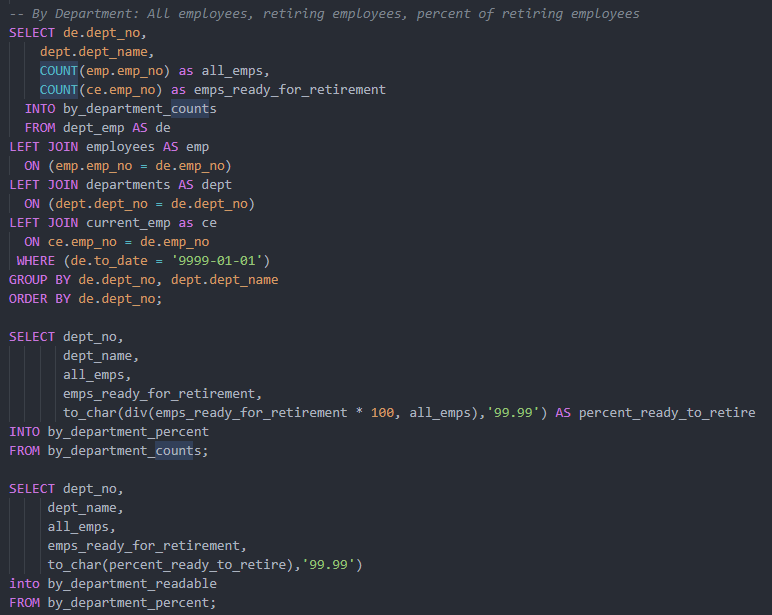 -- By Department: All employees, retiring employees, percent of retiring employees
SELECT de.dept_no,
dept.dept_name,
COUNT(emp.emp_no) as all_emps,
COUNT(ce.emp_no) as emps_ready_for_retirement
INTO by_department_counts
FROM dept_emp AS de
LEFT JOIN employees AS emp
ON (emp.emp_no = de.emp_no)
LEFT JOIN departments AS dept
ON (dept.dept_no = de.dept_no)
LEFT JOIN current_emp as ce
ON ce.emp_no = de.emp_no
WHERE (de.to_date = '9999-01-01')
GROUP BY de.dept_no, dept.dept_name
ORDER BY de.dept_no;
SELECT dept_no,
dept_name,
all_emps,
emps_ready_for_retirement,
to_char(div(emps_ready_for_retirement * 100, all_emps),'99.99') AS percent_ready_to_retire
INTO by_department_percent
FROM by_department_counts;
SELECT dept_no,
dept_name,
all_emps,
emps_ready_for_retirement,
to_char(percent_ready_to_retire),'99.99')
into by_department_readable
FROM by_department_percent;